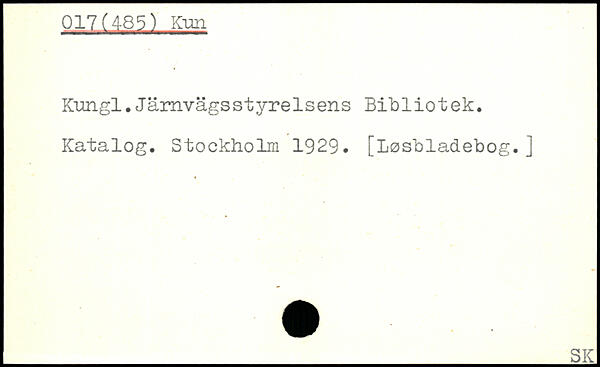 017(485) Kun
Kungl.Järnvägsstyrelsens Bibliotek.
Katalog. Stockholm 1929. [Løsbladebog.]
SK